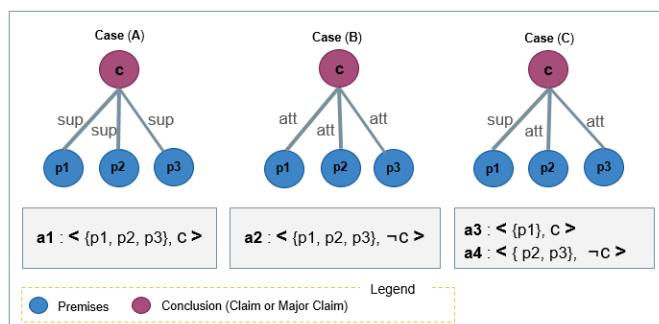 Case (A)
Case (B)
Case (C)
c
c
c
sup
sup
sup
att
att
att
sup
att
att
p1
p2
p3
p1
p2
p3
p1
p2
p3
a1 : < {p1, p2, p3}, C >
a2 : < {p1, p2, p3}, ¬C >
a3 : < {p1}, C >
a4 : < { p2, p3}, ¬C >
Legend
Premises
Conclusion (Claim or Major Claim)